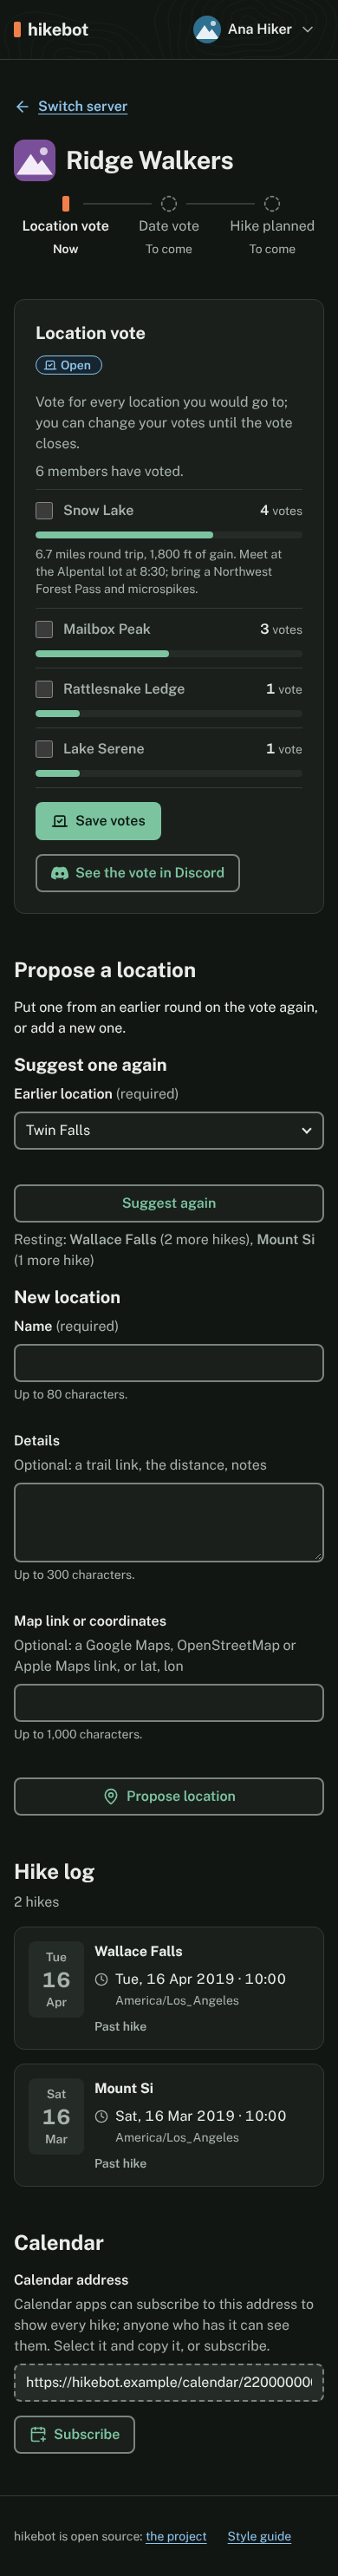 hikebot
Ana Hiker
Switch server
Ridge Walkers
Location vote
Now
Date vote
To come
Hike planned
To come
Location vote
Open
Vote for every location you would go to;
you can change your votes until the vote
closes.
6 members have voted.
Snow Lake 4 votes
6.7 miles round trip, 1,800 ft of gain. Meet at
the Alpental lot at 8:30; bring a Northwest
Forest Pass and microspikes.
Mailbox Peak 3 votes
Rattlesnake Ledge 1 vote
Lake Serene 1 vote
Save votes
See the vote in Discord
Propose a location
Put one from an earlier round on the vote again,
or add a new one.
Suggest one again
Earlier location (required)
Twin Falls
Suggest again
Resting: Wallace Falls (2 more hikes), Mount Si
(1 more hike)
New location
Name (required)
Up to 80 characters.
Details
Optional: a trail link, the distance, notes
Up to 300 characters.
Map link or coordinates
Optional: a Google Maps, OpenStreetMap or
Apple Maps link, or lat, lon
Up to 1,000 characters.
Propose location
Hike log
2 hikes
Tue
16
Apr
Wallace Falls
Tue, 16 Apr 2019 · 10:00
America/Los_Angeles
Past hike
Sat
16
Mar
Mount Si
Sat, 16 Mar 2019 · 10:00
America/Los_Angeles
Past hike
Calendar
Calendar address
Calendar apps can subscribe to this address to
show every hike; anyone who has it can see
them. Select it and copy it, or subscribe.
https://hikebot.example/calendar/220000000
Subscribe
hikebot is open source: the project Style guide